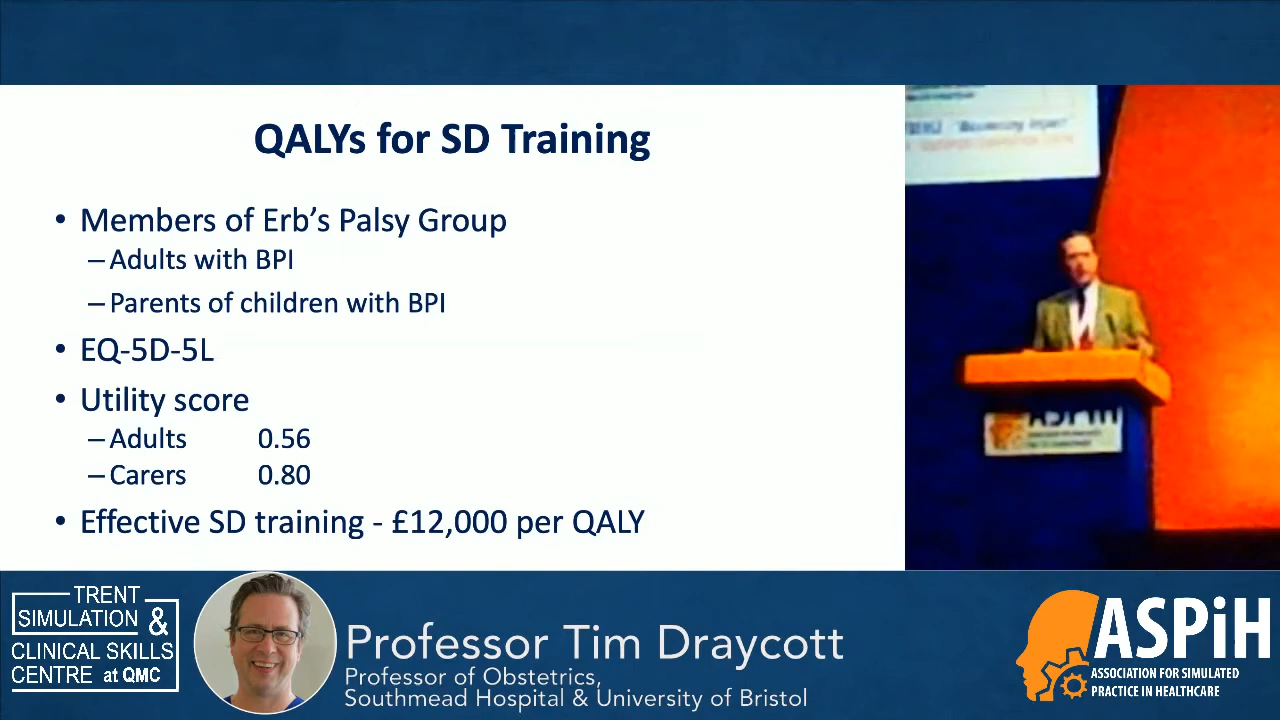 QALYs for SD Training
• Members of Erb's Palsy Group
– Adults with BPI
– Parents of children with BPI
• EQ-5D-5L
• Utility score
– Adults 0.56
– Carers 0.80
• Effective SD training - £12,000 per QALY
ASPiH
TRENT
SIMULATION &
CLINICAL SKILLS
CENTRE at QMC
Professor Tim Draycott
Professor of Obstetrics,
Southmead Hospital & University of Bristol
ASPiH
ASSOCIATION FOR SIMULATED
PRACTICE IN HEALTHCARE